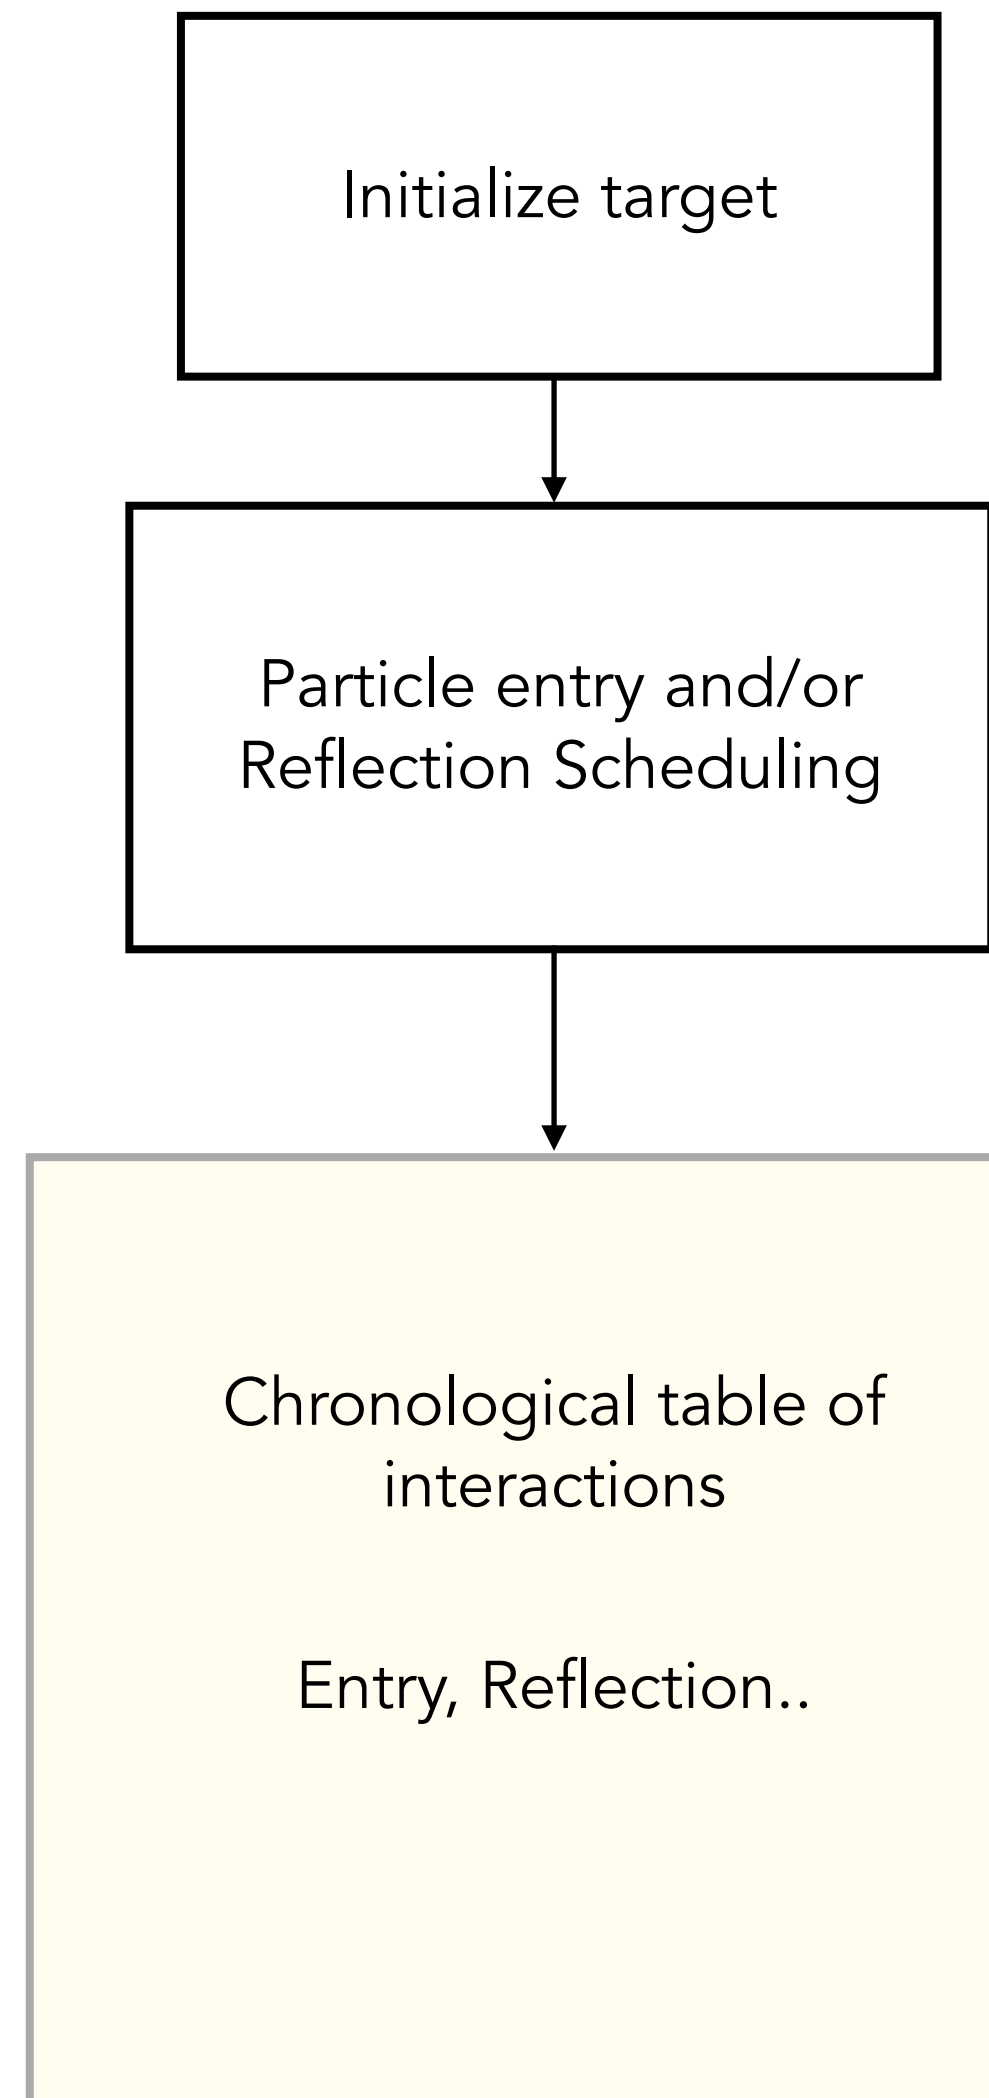 Initialize target
Particle entry and/or
Reflection Scheduling
Chronological table of
interactions
Entry, Reflection..